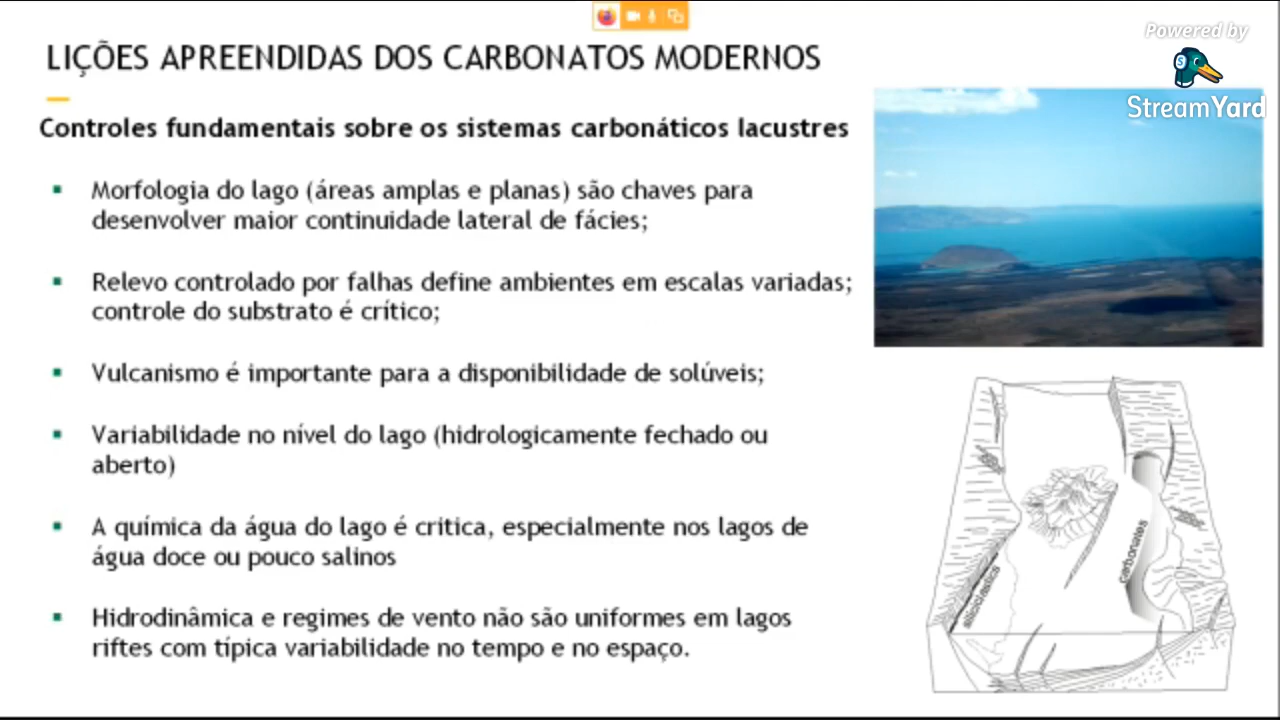 Powered by
StreamYard
LIÇÕES APREENDIDAS DOS CARBONATOS MODERNOS
Controles fundamentais sobre os sistemas carbonáticos lacustres
Morfologia do lago (áreas amplas e planas) são chaves para
desenvolver maior continuidade lateral de fácies;
Relevo controlado por falhas define ambientes em escalas variadas;
controle do substrato é crítico;
Vulcanismo é importante para a disponibilidade de solúveis;
Variabilidade no nível do lago (hidrologicamente fechado ou
aberto)
A química da água do lago é critica, especialmente nos lagos de
água doce ou pouco salinos
Hidrodinâmica e regimes de vento não são uniformes em lagos
riftes com típica variabilidade no tempo e no espaço.
siliciclastics
carbonates